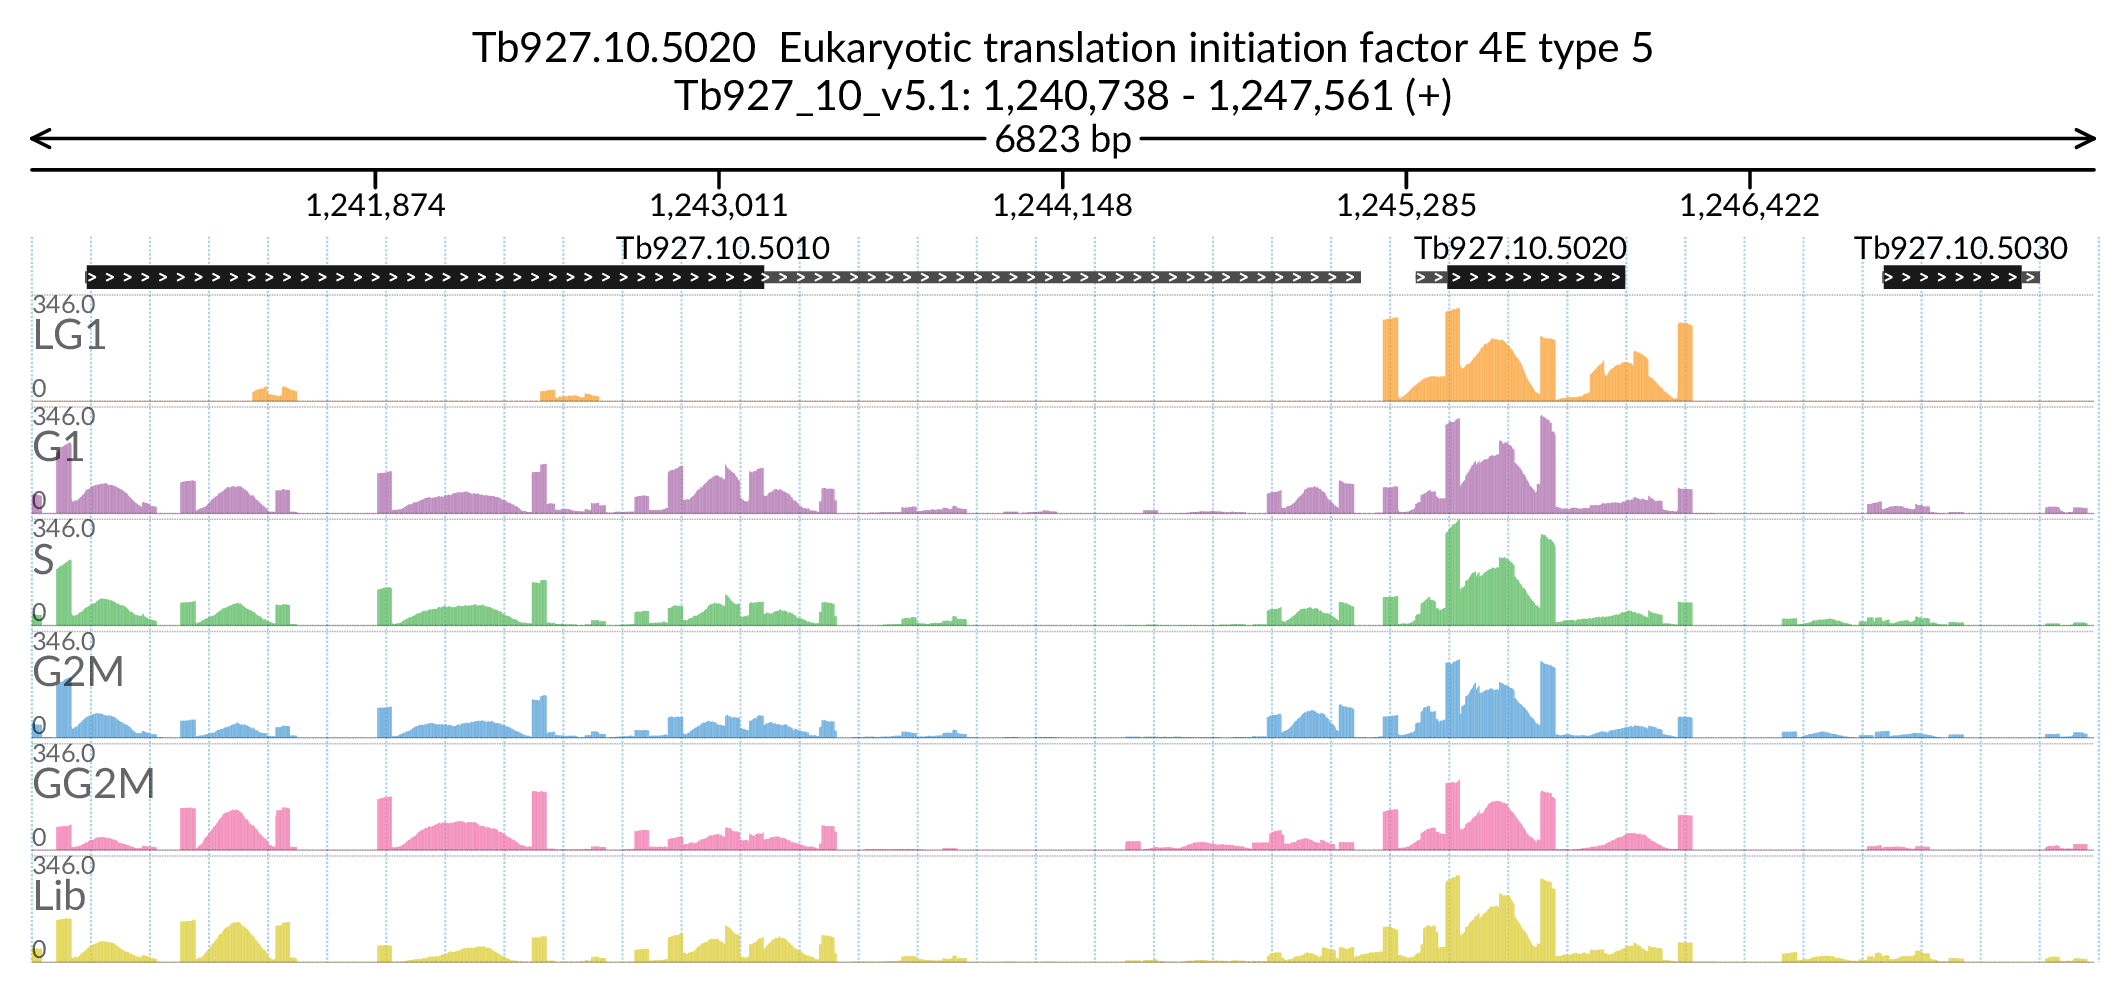 Tb927.10.5020 Eukaryotic translation initiation factor 4E type 5
Tb927_10_v5.1: 1,240,738 - 1,247,561 (+)
6823 bp
1,241,874 1,243,011 1,244,148 1,245,285 1,246,422
Tb927.10.5010 Tb927.10.5020 Tb927.10.5030
346.0
LG1
0
346.0
G1
0
346.0
S
0
346.0
G2M
0
346.0
GG2M
0
346.0
Lib
0